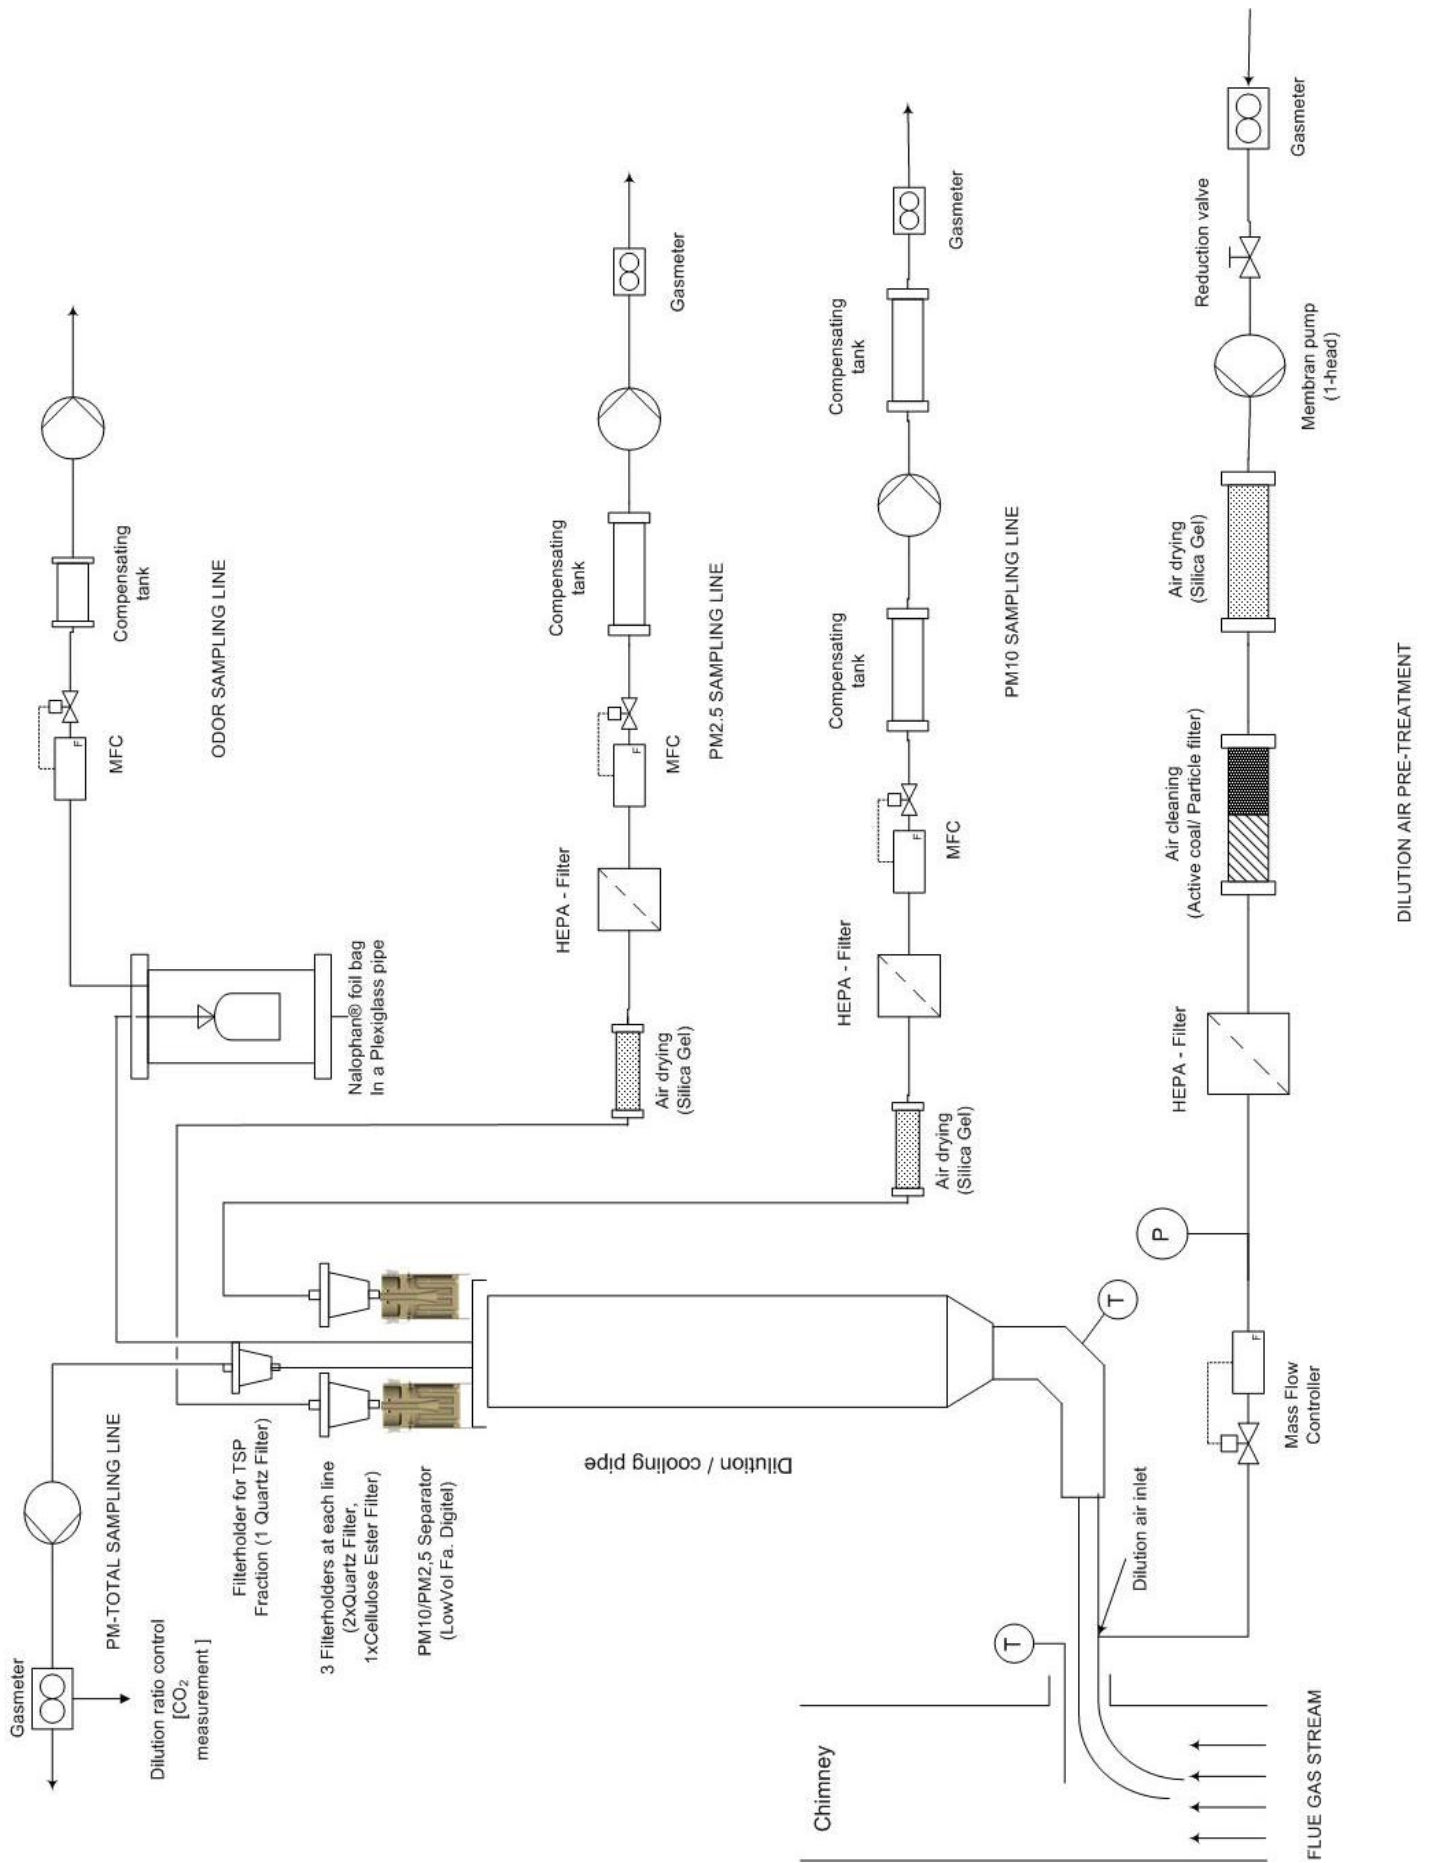 Gasmeter
Dilution ratio control
[CO₂
measurement ]
PM-TOTAL SAMPLING LINE
Filterholder for TSP
Fraction (1 Quartz Filter)
3 Filterholders at each line
(2xQuartz Filter,
1xCellulose Ester Filter)
PM10/PM2,5 Separator
(LowVol Fa. Digitel)
Dilution / cooling pipe
Nalophan® foil bag
In a Plexiglass pipe
F
MFC
Compensating
tank
ODOR SAMPLING LINE
Air drying
(Silica Gel)
HEPA - Filter
F
MFC
Compensating
tank
Gasmeter
PM2.5 SAMPLING LINE
Air drying
(Silica Gel)
HEPA - Filter
F
MFC
Compensating
tank
Compensating
tank
Gasmeter
PM10 SAMPLING LINE
Chimney
FLUE GAS STREAM
T
T
Dilution air inlet
Mass Flow
Controller
F
P
HEPA - Filter
Air cleaning
(Active coal/ Particle filter)
Air drying
(Silica Gel)
Membran pump
(1-head)
Reduction valve
Gasmeter
DILUTION AIR PRE-TREATMENT